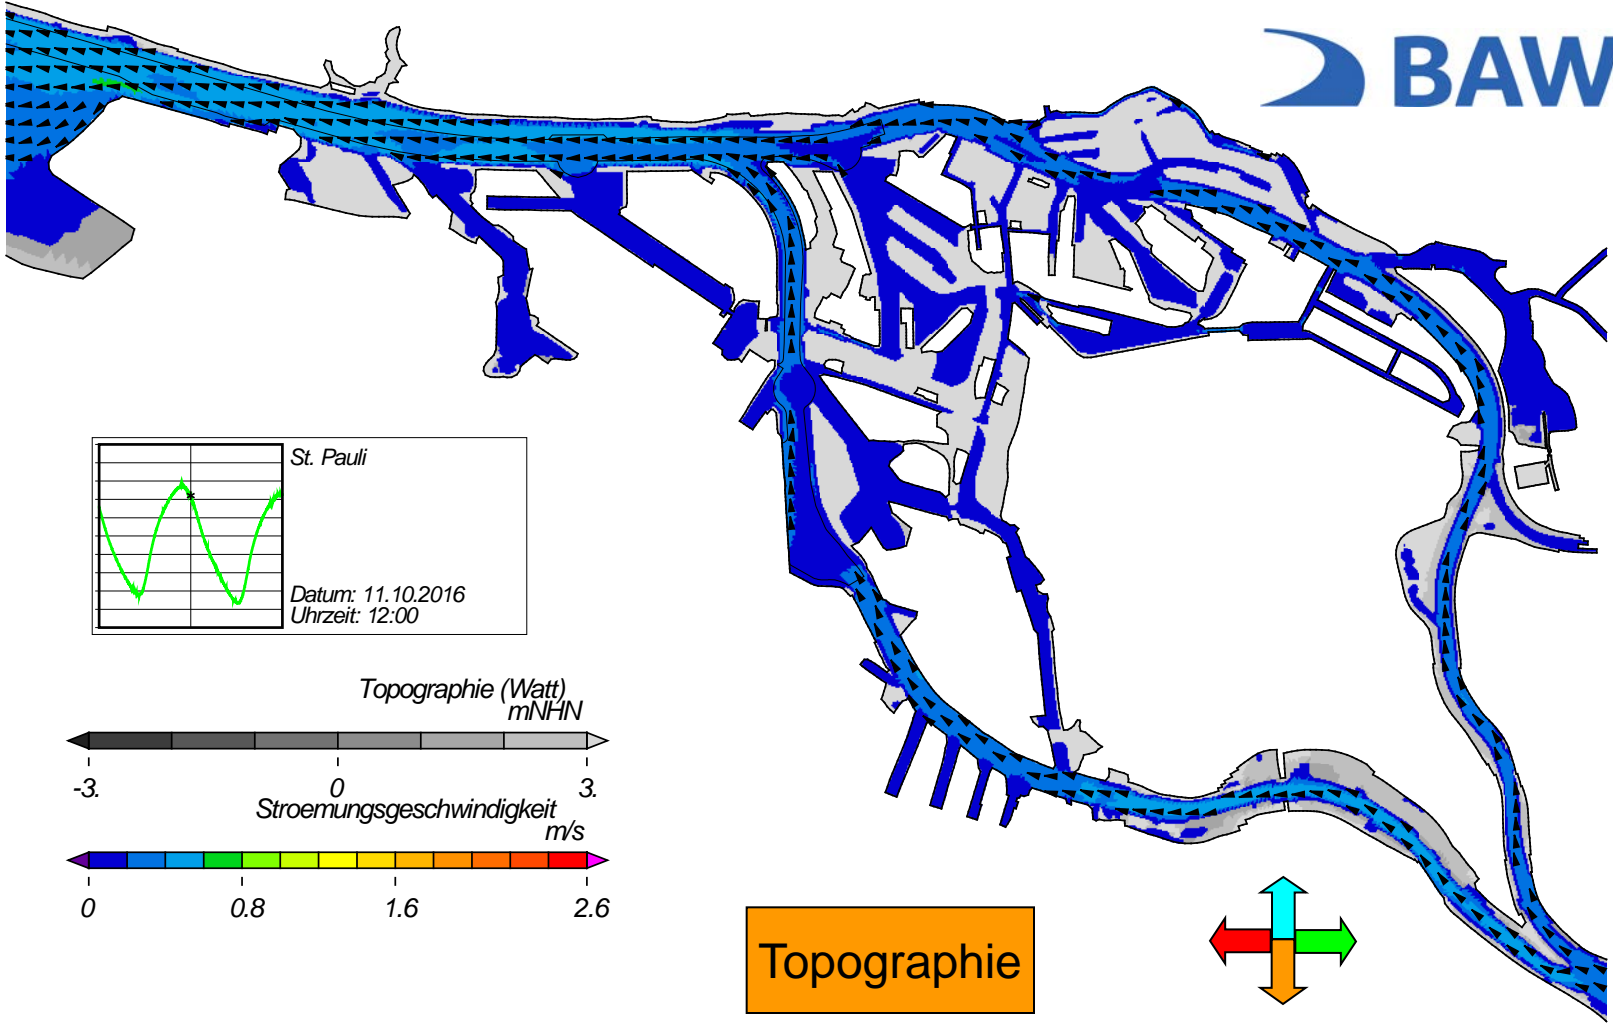 BAW
St. Pauli
Datum: 11.10.2016
Uhrzeit: 12:00
Topographie (Watt)
mNHN
-3. 0 3.
Stroemungsgeschwindigkeit
m/s
0 0.8 1.6 2.6
Topographie